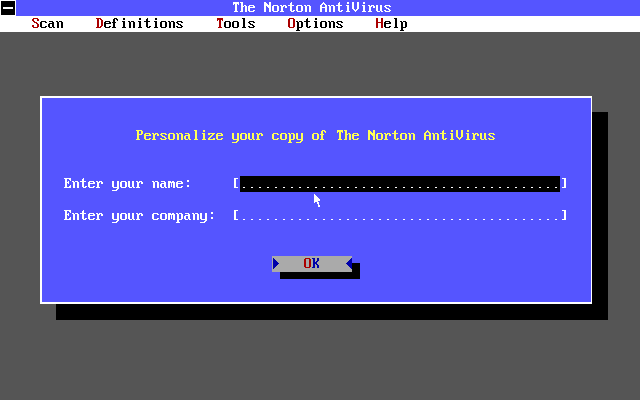 The Norton AntiVirus
Scan Definitions Tools Options Help
Personalize your copy of The Norton AntiVirus
Enter your name: [........................................]
Enter your company: [........................................]
OK